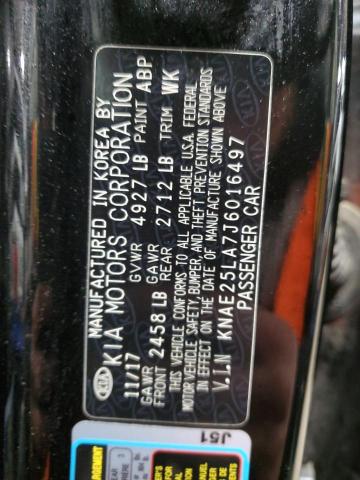 MANUFACTURED IN KOREA BY
KIA MOTORS CORPORATION
11/17 GVWR 4927 LB PAINT ABP
GAWR FRONT 2458 LB GAWR REAR 2712 LB TRIM WK
THIS VEHICLE CONFORMS TO ALL APPLICABLE U.S.A. FEDERAL
MOTOR VEHICLE SAFETY, BUMPER, AND THEFT PREVENTION STANDARDS
IN EFFECT ON THE DATE OF MANUFACTURE SHOWN ABOVE
V.I.N KNAE25LA7J6016497
PASSENGER CAR
KIA
J51